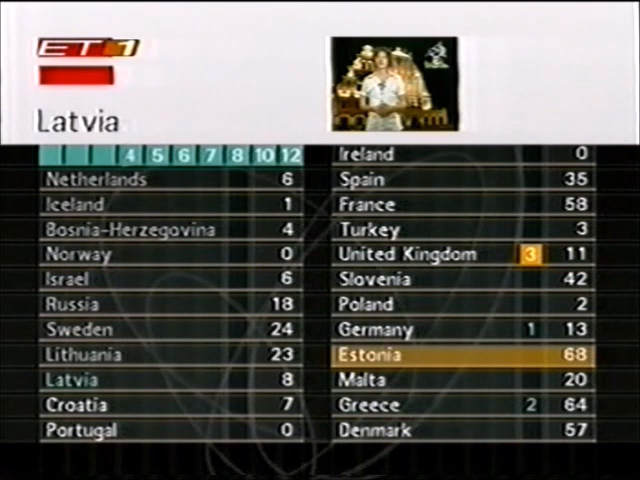 ET1
Latvia
4 5 6 7 8 10 12
Netherlands 6
Iceland 1
Bosnia-Herzegovina 4
Norway 0
Israel 6
Russia 18
Sweden 24
Lithuania 23
Latvia 8
Croatia 7
Portugal 0
Ireland 0
Spain 35
France 58
Turkey 3
United Kingdom 3 11
Slovenia 42
Poland 2
Germany 1 13
Estonia 68
Malta 20
Greece 2 64
Denmark 57